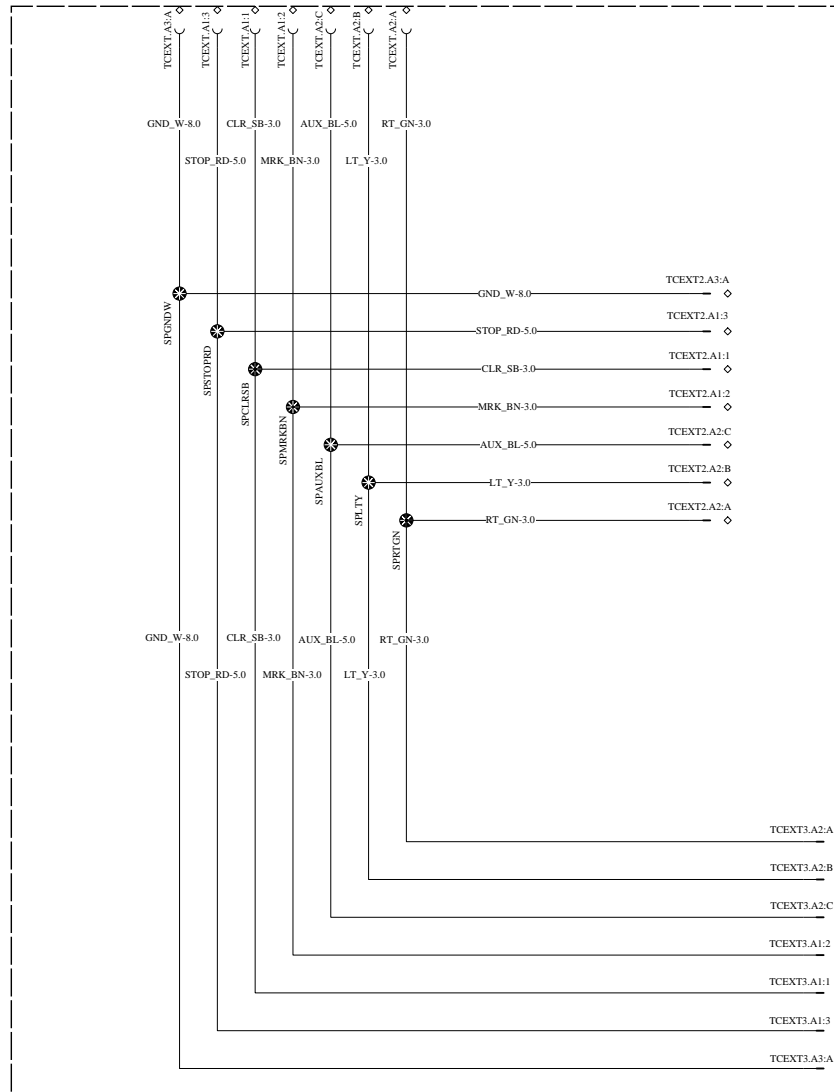 TCEXT.A3:A
TCEXT.A1:3
TCEXT.A1:1
TCEXT.A1:2
TCEXT.A2:C
TCEXT.A2:B
TCEXT.A2:A
GND_W-8.0
CLR_SB-3.0
AUX_BL-5.0
RT_GN-3.0
STOP_RD-5.0
MRK_BN-3.0
LT_Y-3.0
TCEXT2.A3:A
GND_W-8.0
SPGNDW
TCEXT2.A1:3
STOP_RD-5.0
SPSTOPRD
TCEXT2.A1:1
CLR_SB-3.0
SPCLRSB
TCEXT2.A1:2
MRK_BN-3.0
SPMRKBN
TCEXT2.A2:C
AUX_BL-5.0
SPAUXBL
TCEXT2.A2:B
LT_Y-3.0
SPLTY
TCEXT2.A2:A
RT_GN-3.0
SPRTGN
GND_W-8.0
CLR_SB-3.0
AUX_BL-5.0
RT_GN-3.0
STOP_RD-5.0
MRK_BN-3.0
LT_Y-3.0
TCEXT3.A2:A
TCEXT3.A2:B
TCEXT3.A2:C
TCEXT3.A1:2
TCEXT3.A1:1
TCEXT3.A1:3
TCEXT3.A3:A